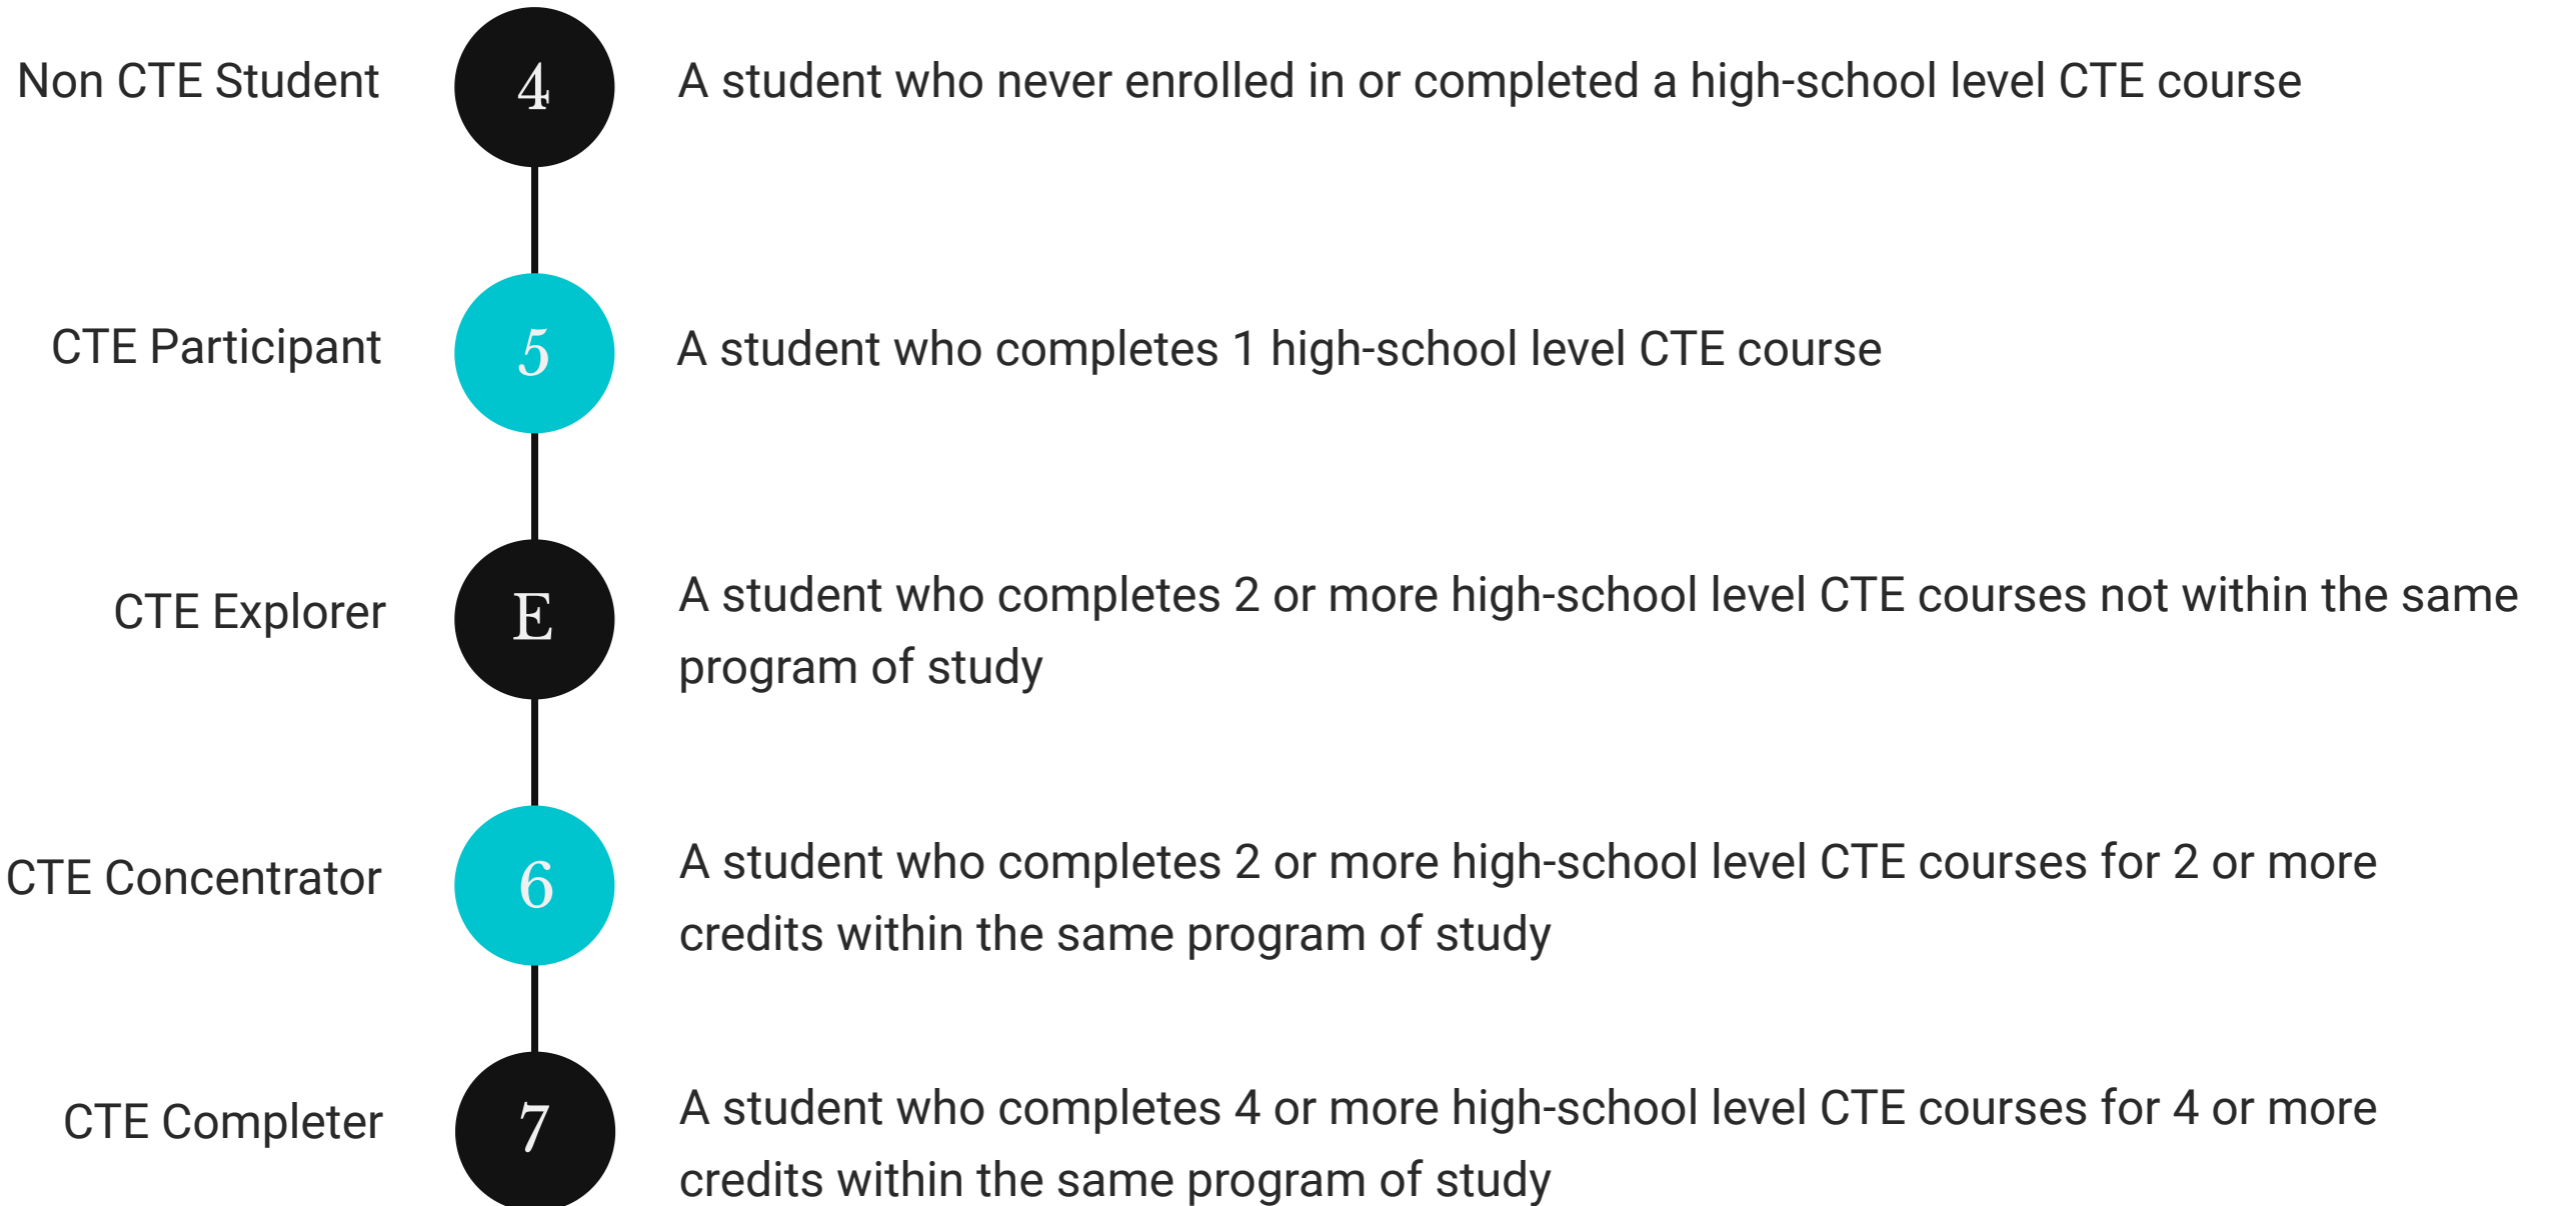 Non CTE Student
4
A student who never enrolled in or completed a high-school level CTE course
CTE Participant
5
A student who completes 1 high-school level CTE course
CTE Explorer
E
A student who completes 2 or more high-school level CTE courses not within the same
program of study
CTE Concentrator
6
A student who completes 2 or more high-school level CTE courses for 2 or more
credits within the same program of study
CTE Completer
7
A student who completes 4 or more high-school level CTE courses for 4 or more
credits within the same program of study